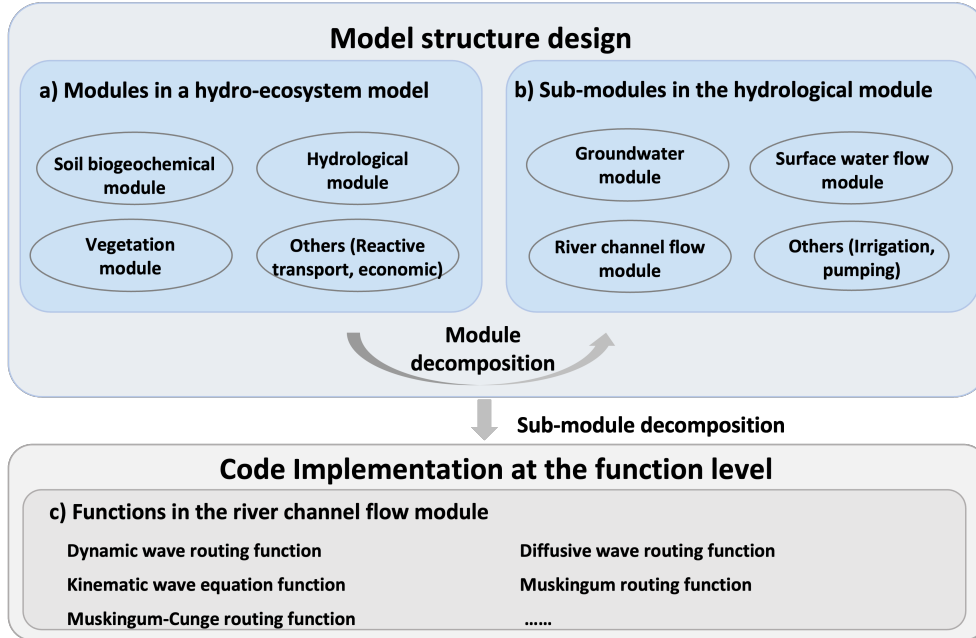 Model structure design
a) Modules in a hydro-ecosystem model
Soil biogeochemical
module
Hydrological
module
Vegetation
module
Others (Reactive
transport, economic)
b) Sub-modules in the hydrological module
Groundwater
module
Surface water flow
module
River channel flow
module
Others (Irrigation,
pumping)
Module
decomposition
Sub-module decomposition
Code Implementation at the function level
c) Functions in the river channel flow module
Dynamic wave routing function
Diffusive wave routing function
Kinematic wave equation function
Muskingum routing function
Muskingum-Cunge routing function
......